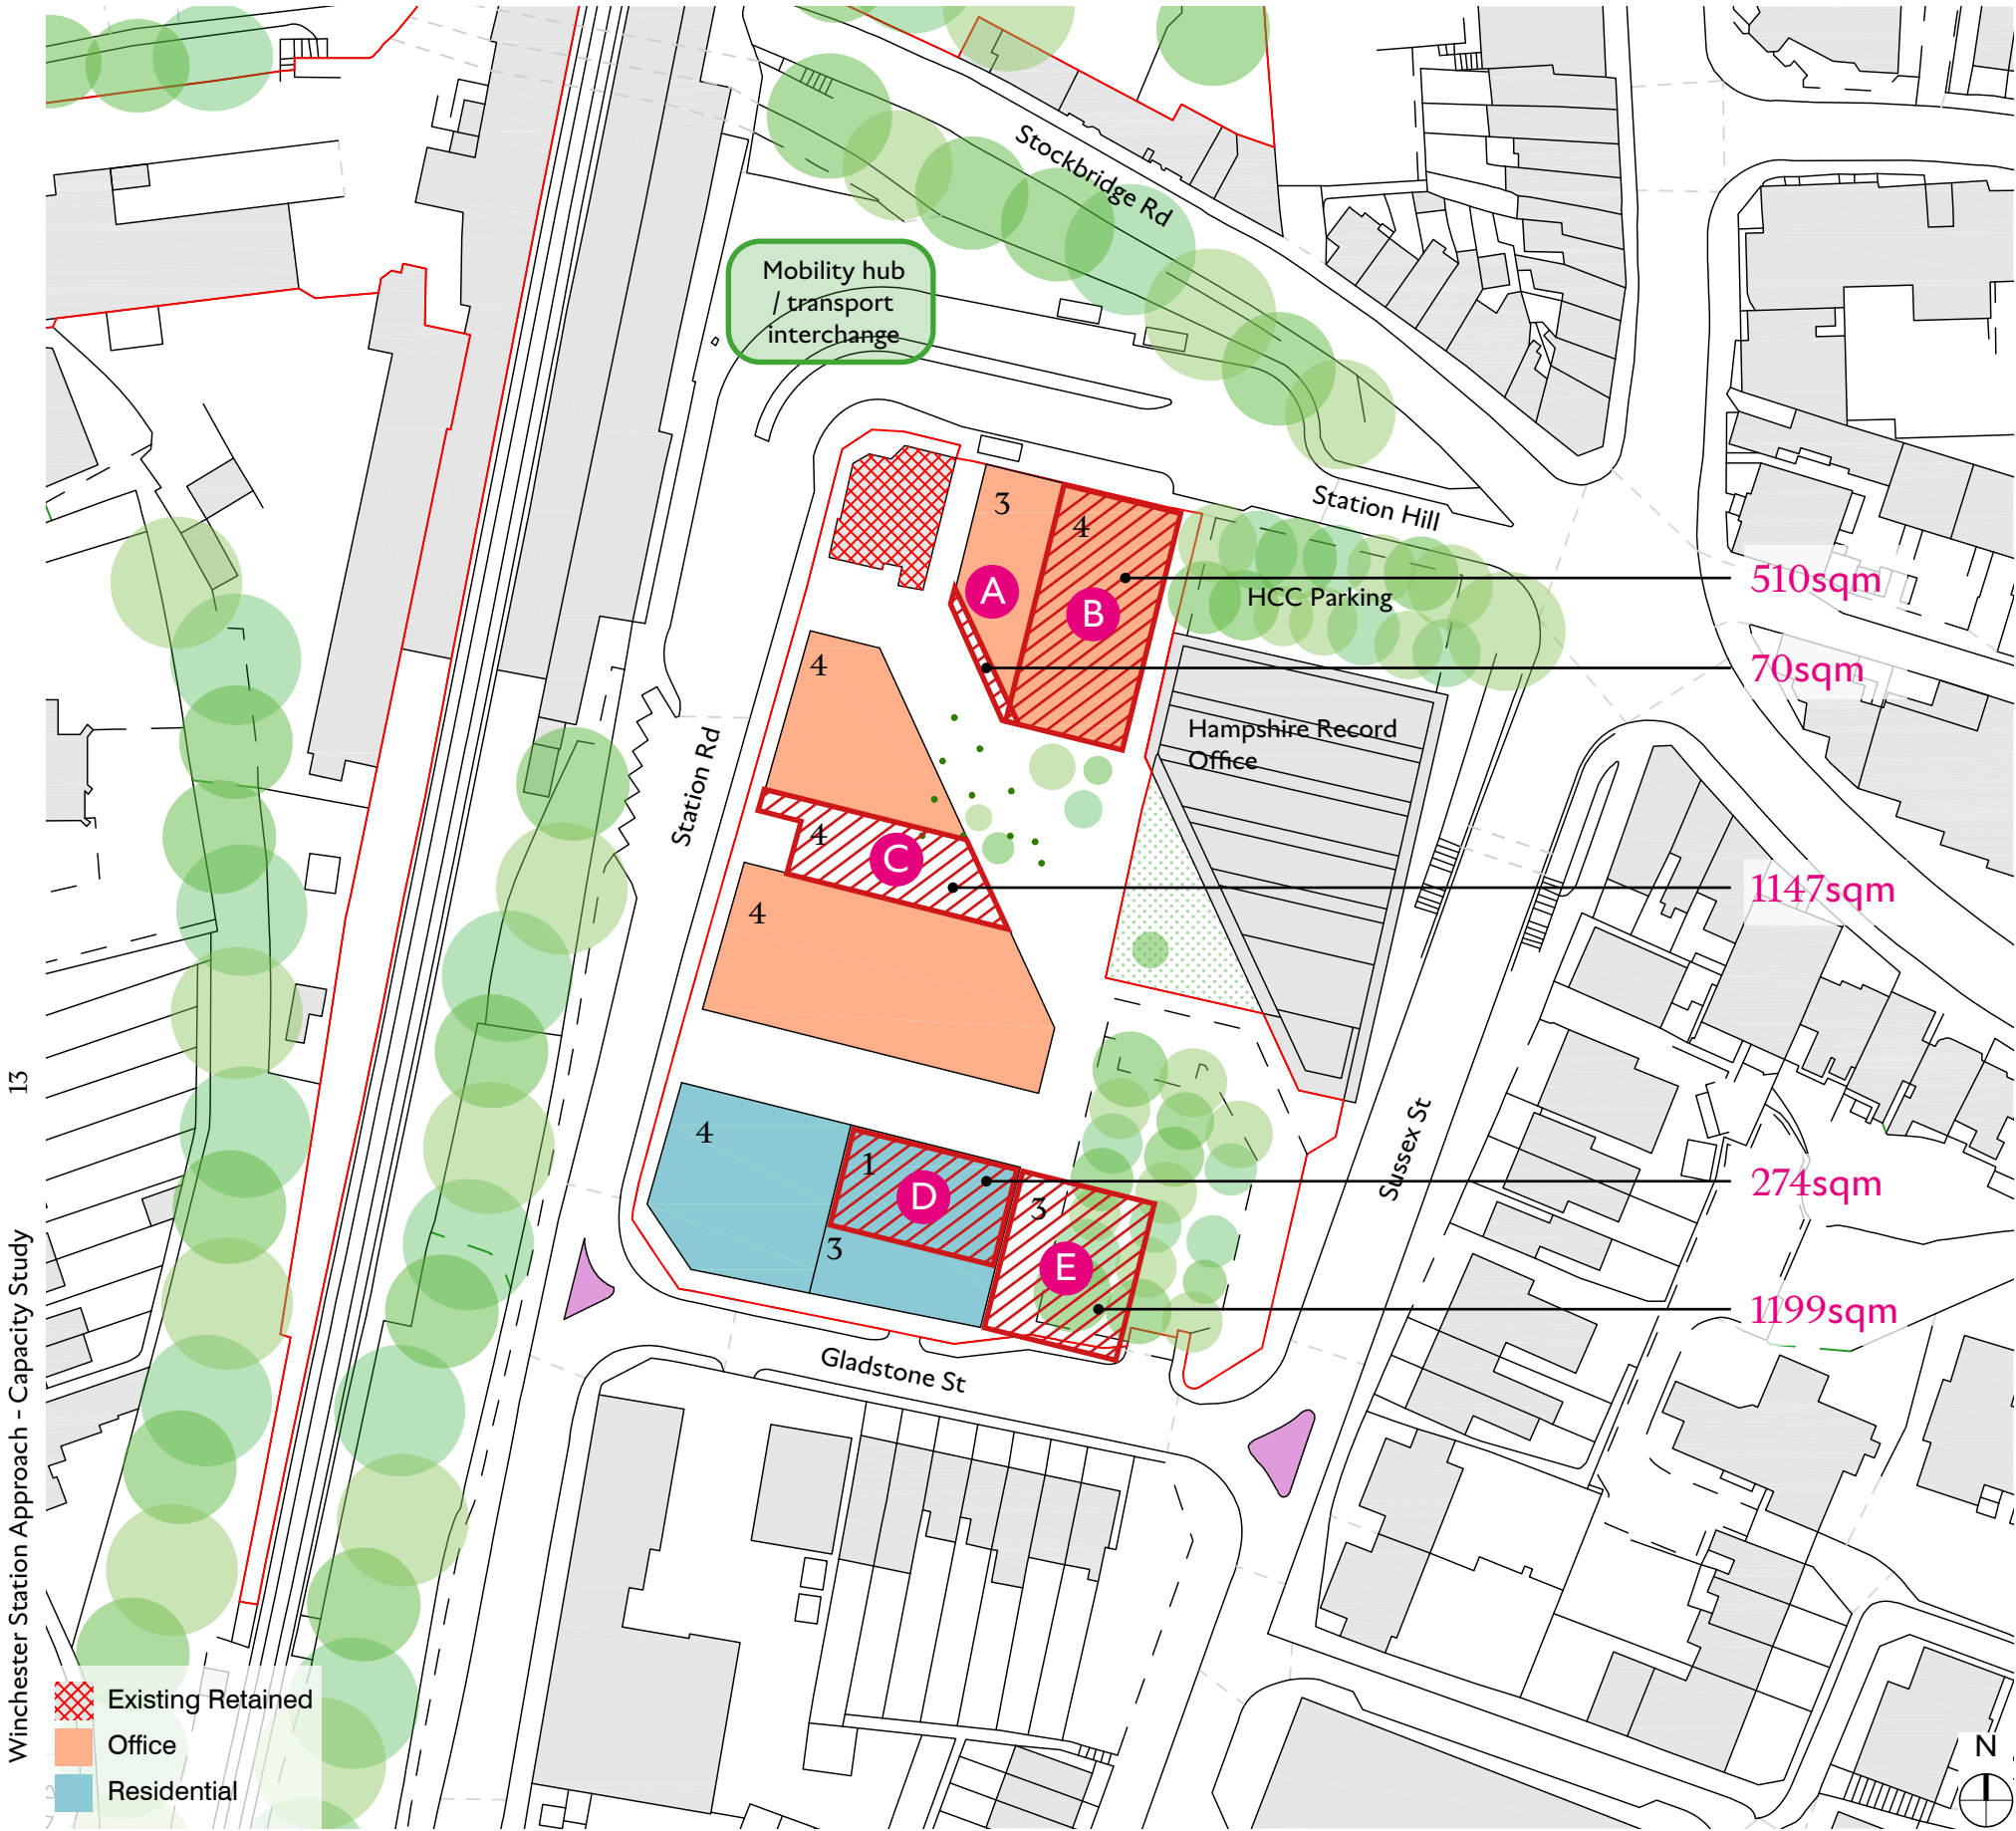 Stockbridge Rd
Mobility hub
/ transport
interchange
Station Hill
3
4
A
B
510sqm
HCC Parking
4
70sqm
Hampshire Record
Office
Station Rd
4
C
1147sqm
4
4
1
D
274sqm
3
3
E
1199sqm
Sussex St
Gladstone St
Winchester Station Approach - Capacity Study
13
Existing Retained
Office
Residential
N